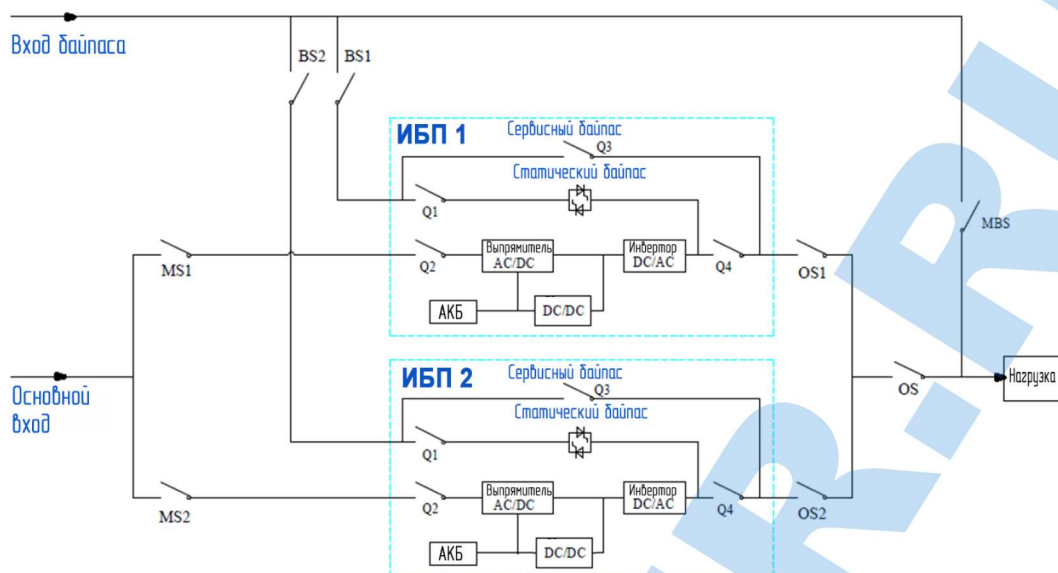 Вход байпаса
BS2
BS1
ИБП 1
Сервисный байпас
Q3
Статический байпас
Q1
MBS
MS1
Q2
Выпрямитель
AC/DC
Инвертор
DC/AC
Q4
OS1
АКБ
DC/DC
ИБП 2
Сервисный байпас
Q3
Основной
вход
Статический байпас
OS
Нагрузка
Q1
MS2
Q2
Выпрямитель
AC/DC
Инвертор
DC/AC
Q4
OS2
АКБ
DC/DC